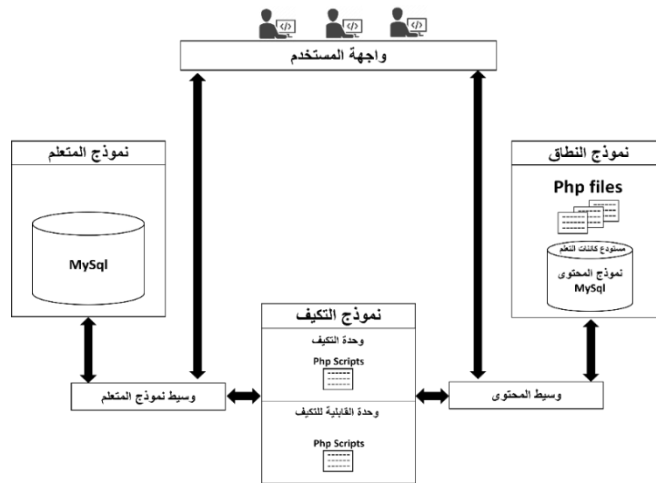 واجهة المستخدم
نموذج النطاق
Php files
مستودع كائنات التعلم
نموذج المحتوى
MySql
نموذج المتعلم
MySql
نموذج التكيف
وحدة التكيف
Php Scripts
وحدة القابلية للتكيف
Php Scripts
وسيط المحتوى
وسيط نموذج المتعلم